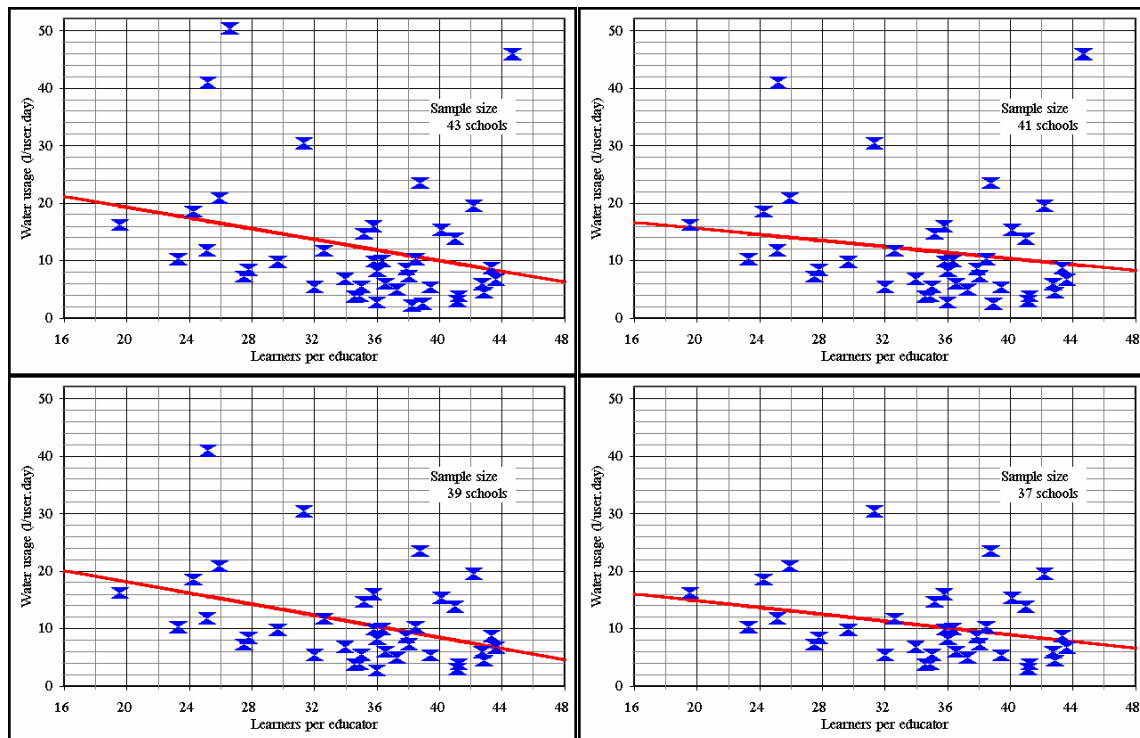 Water usage (l/user.day)
50
40
30
20
10
0
Sample size
43 schools
16 20 24 28 32 36 40 44 48
Learners per educator
Water usage (l/user.day)
50
40
30
20
10
0
Sample size
41 schools
16 20 24 28 32 36 40 44 48
Learners per educator
Water usage (l/user.day)
50
40
30
20
10
0
Sample size
39 schools
16 20 24 28 32 36 40 44 48
Learners per educator
Water usage (l/user.day)
50
40
30
20
10
0
Sample size
37 schools
16 20 24 28 32 36 40 44 48
Learners per educator